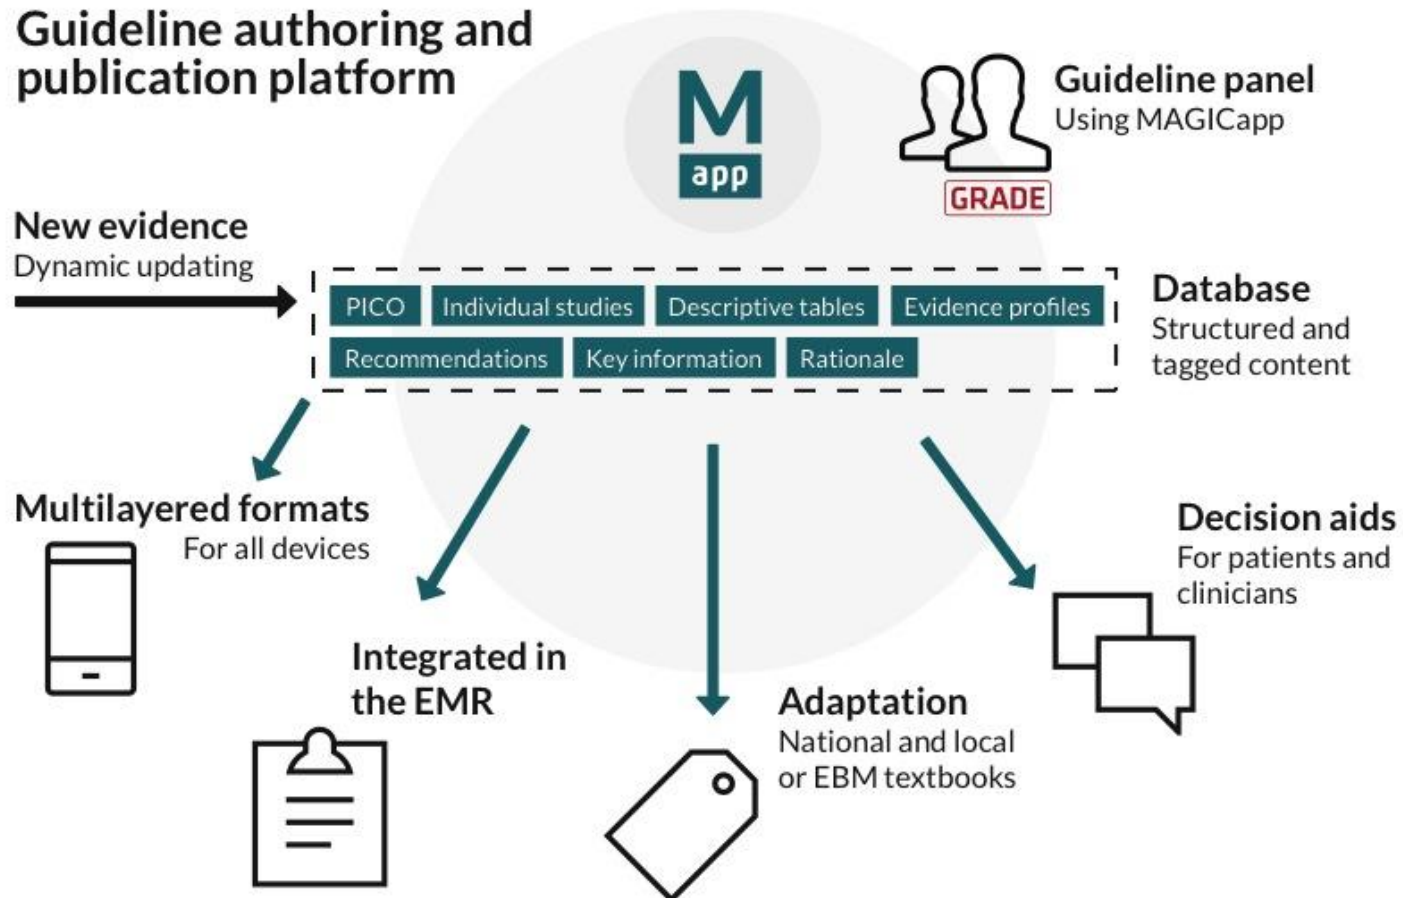 Guideline authoring and
publication platform
M
app
Guideline panel
Using MAGICapp
GRADE
New evidence
Dynamic updating
PICO
Individual studies
Descriptive tables
Evidence profiles
Recommendations
Key information
Rationale
Database
Structured and
tagged content
Multilayered formats
For all devices
Integrated in
the EMR
Adaptation
National and local
or EBM textbooks
Decision aids
For patients and
clinicians